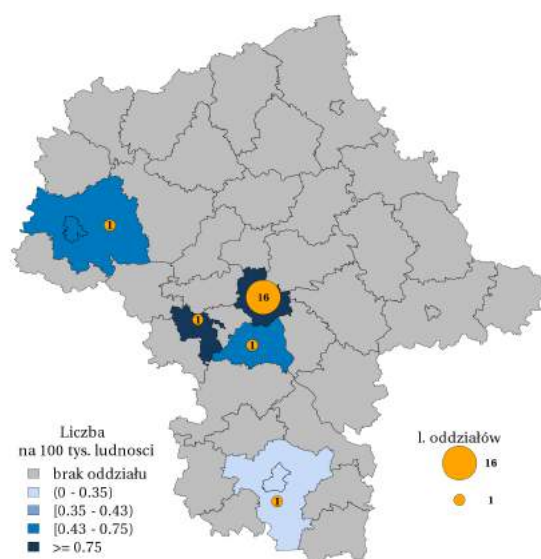 1
16
1
1
1
Liczba
na 100 tys. ludnosci
brak oddziału
(0 - 0.35)
[0.35 - 0.43)
[0.43 - 0.75)
>= 0.75
l. oddziałów
16
1